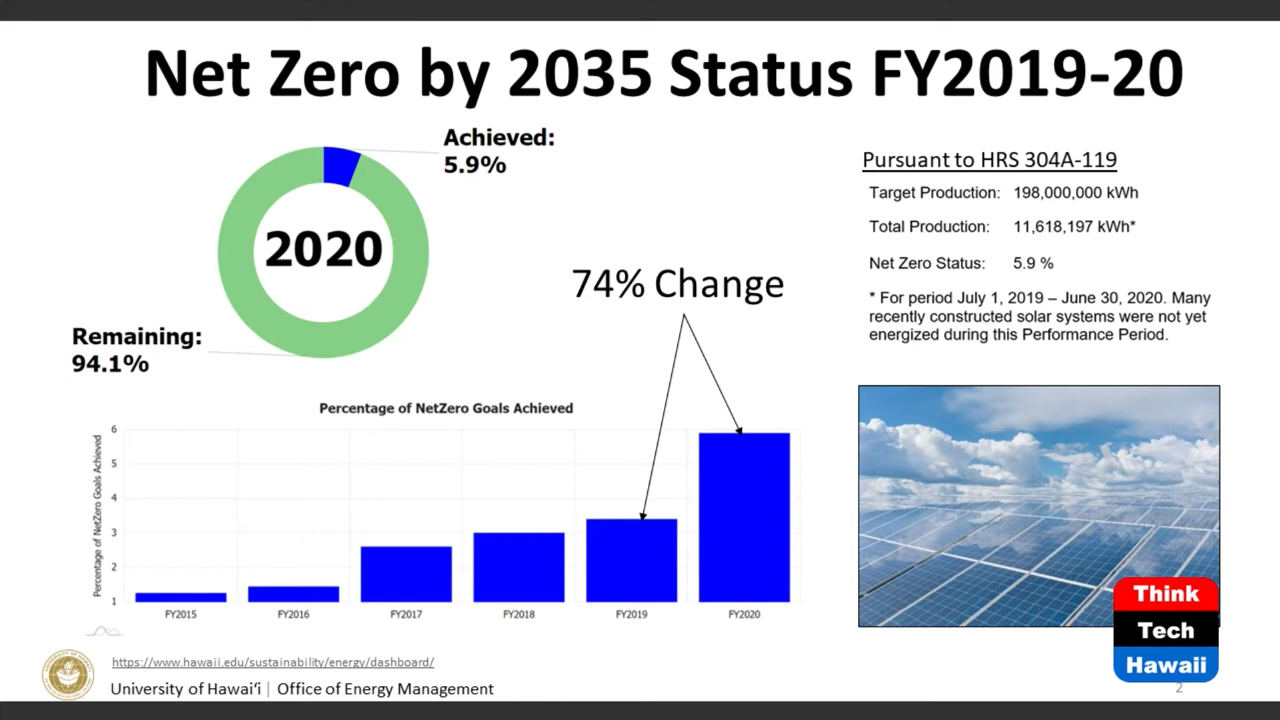 Net Zero by 2035 Status FY2019-20
Achieved:
5.9%
2020
Remaining:
94.1%
74% Change
Pursuant to HRS 304A-119
Target Production: 198,000,000 kWh
Total Production: 11,618,197 kWh*
Net Zero Status: 5.9 %
* For period July 1, 2019 – June 30, 2020. Many
recently constructed solar systems were not yet
energized during this Performance Period.
Percentage of NetZero Goals Achieved
Percentage of NetZero Goals Achieved
6
5
4
3
2
1
FY2015 FY2016 FY2017 FY2018 FY2019 FY2020
Think
Tech
Hawaii
https://www.hawaii.edu/sustainability/energy/dashboard/
University of Hawai‘i | Office of Energy Management
2